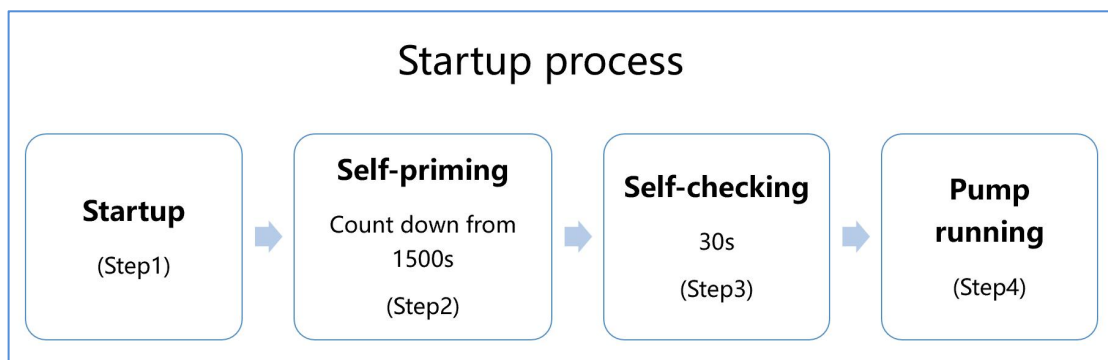 Startup process
Startup
(Step1)
Self-priming
Count down from
1500s
(Step2)
Self-checking
30s
(Step3)
Pump
running
(Step4)